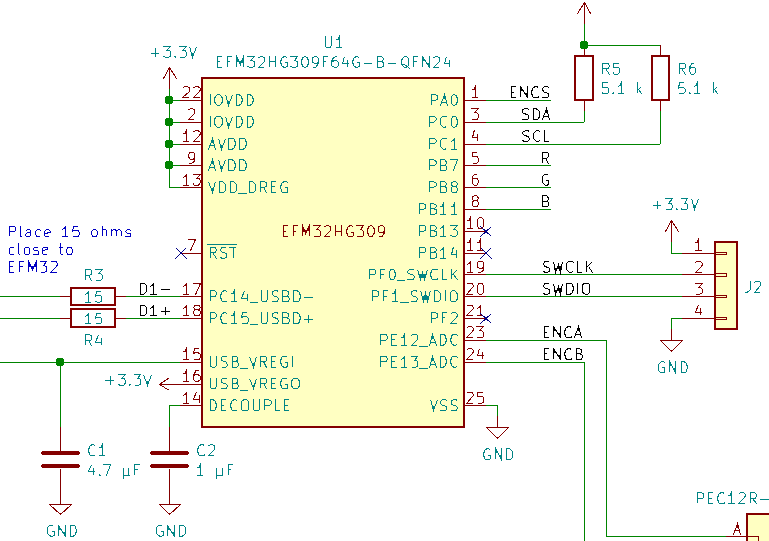 U1
EFM32HG309F64G-B-QFN24
+3.3V
22 IOVDD
2 IOVDD
12 AVDD
9 AVDD
13 VDD_DREG
7 RST
17 PC14_USBD-
18 PC15_USBD+
15 USB_VREGI
16 USB_VREGO
14 DECOUPLE
EFM32HG309
PA0 1 ENCS
PC0 3 SDA
PC1 4 SCL
PB7 5 R
PB8 6 G
PB11 8 B
PB13 10
PB14 11
PF0_SWCLK 19 SWCLK
PF1_SWDIO 20 SWDIO
PF2 21
PE12_ADC 23 ENCA
PE13_ADC 24 ENCB
VSS 25
GND
R5
5.1 k
R6
5.1 k
+3.3V
1
2
3
4
J2
GND
Place 15 ohms
close to
EFM32
R3
15
D1-
15
D1+
R4
+3.3V
C1
4.7 µF
GND
C2
1 µF
GND
PEC12R-
A